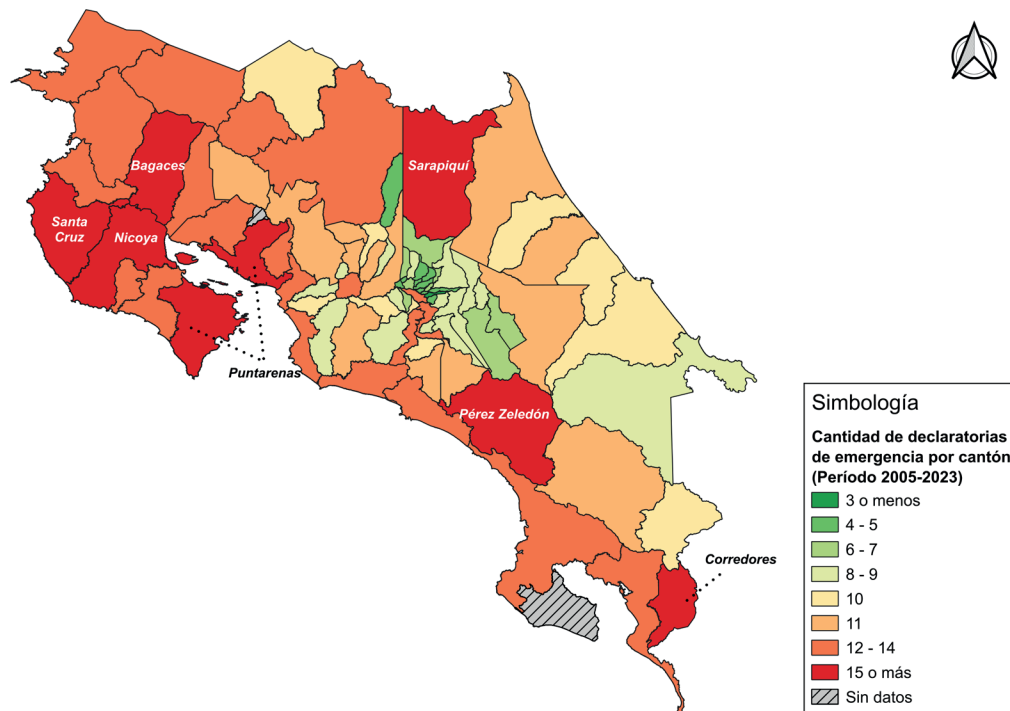 Bagaces
Sarapiquí
Santa
Cruz
Nicoya
Puntarenas
Pérez Zeledón
Corredores
Simbología
Cantidad de declaratorias
de emergencia por cantón
(Período 2005-2023)
3 o menos
4 - 5
6 - 7
8 - 9
10
11
12 - 14
15 o más
Sin datos